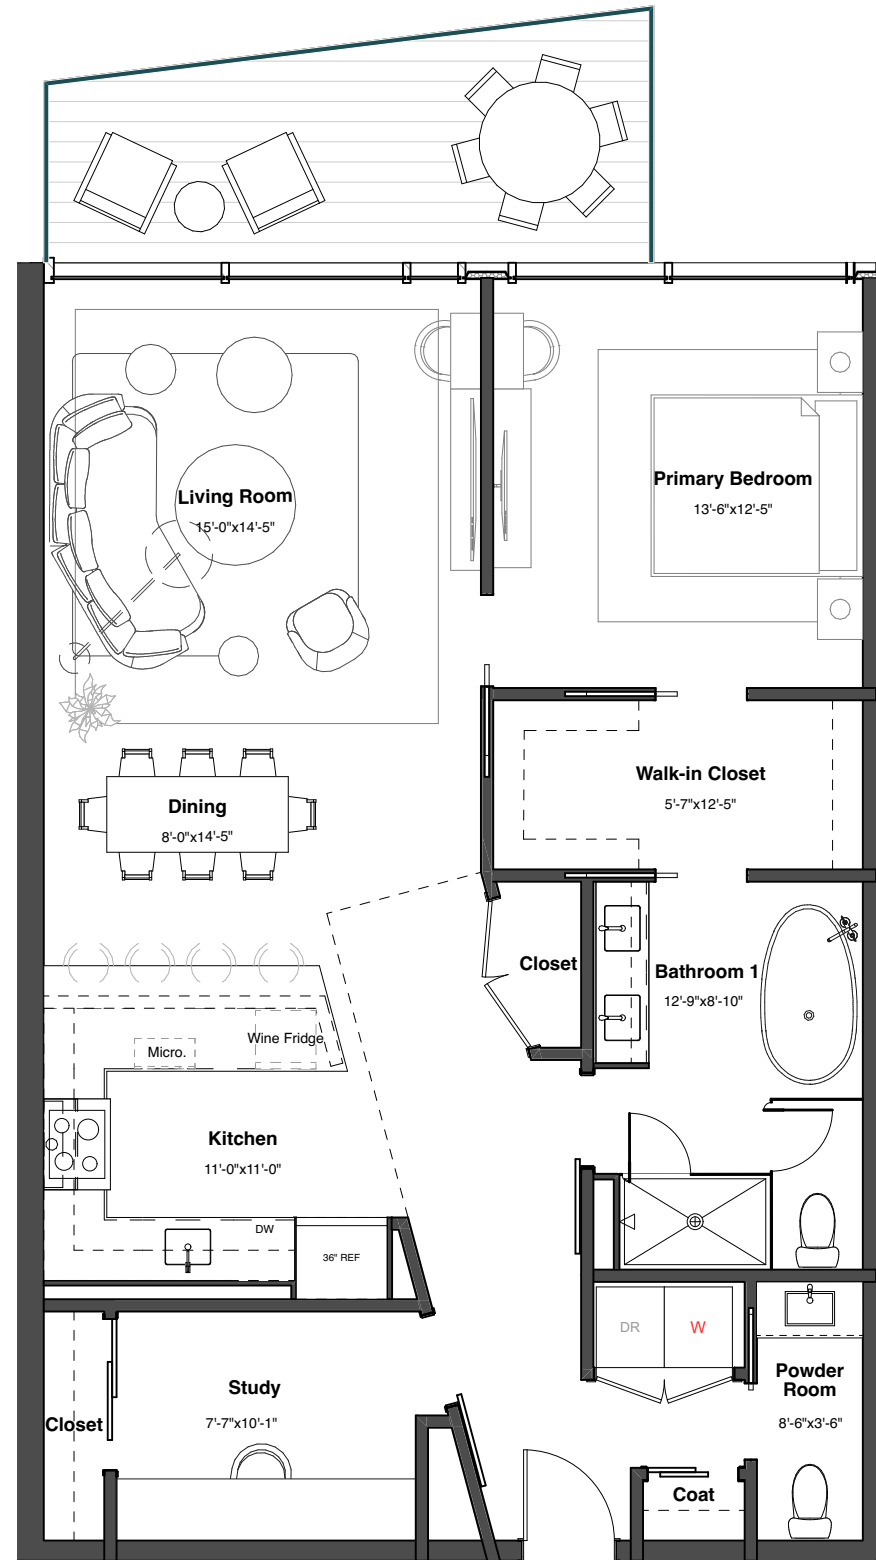 Living Room
15'-0"x14'-5"
Primary Bedroom
13'-6"x12'-5"
Walk-in Closet
5'-7"x12'-5"
Dining
8'-0"x14'-5"
Closet
Bathroom 1
12'-9"x8'-10"
Wine Fridge
Micro.
Kitchen
11'-0"x11'-0"
DW
36" REF
DR
W
Study
7'-7"x10'-1"
Closet
Powder
Room
8'-6"x3'-6"
Coat